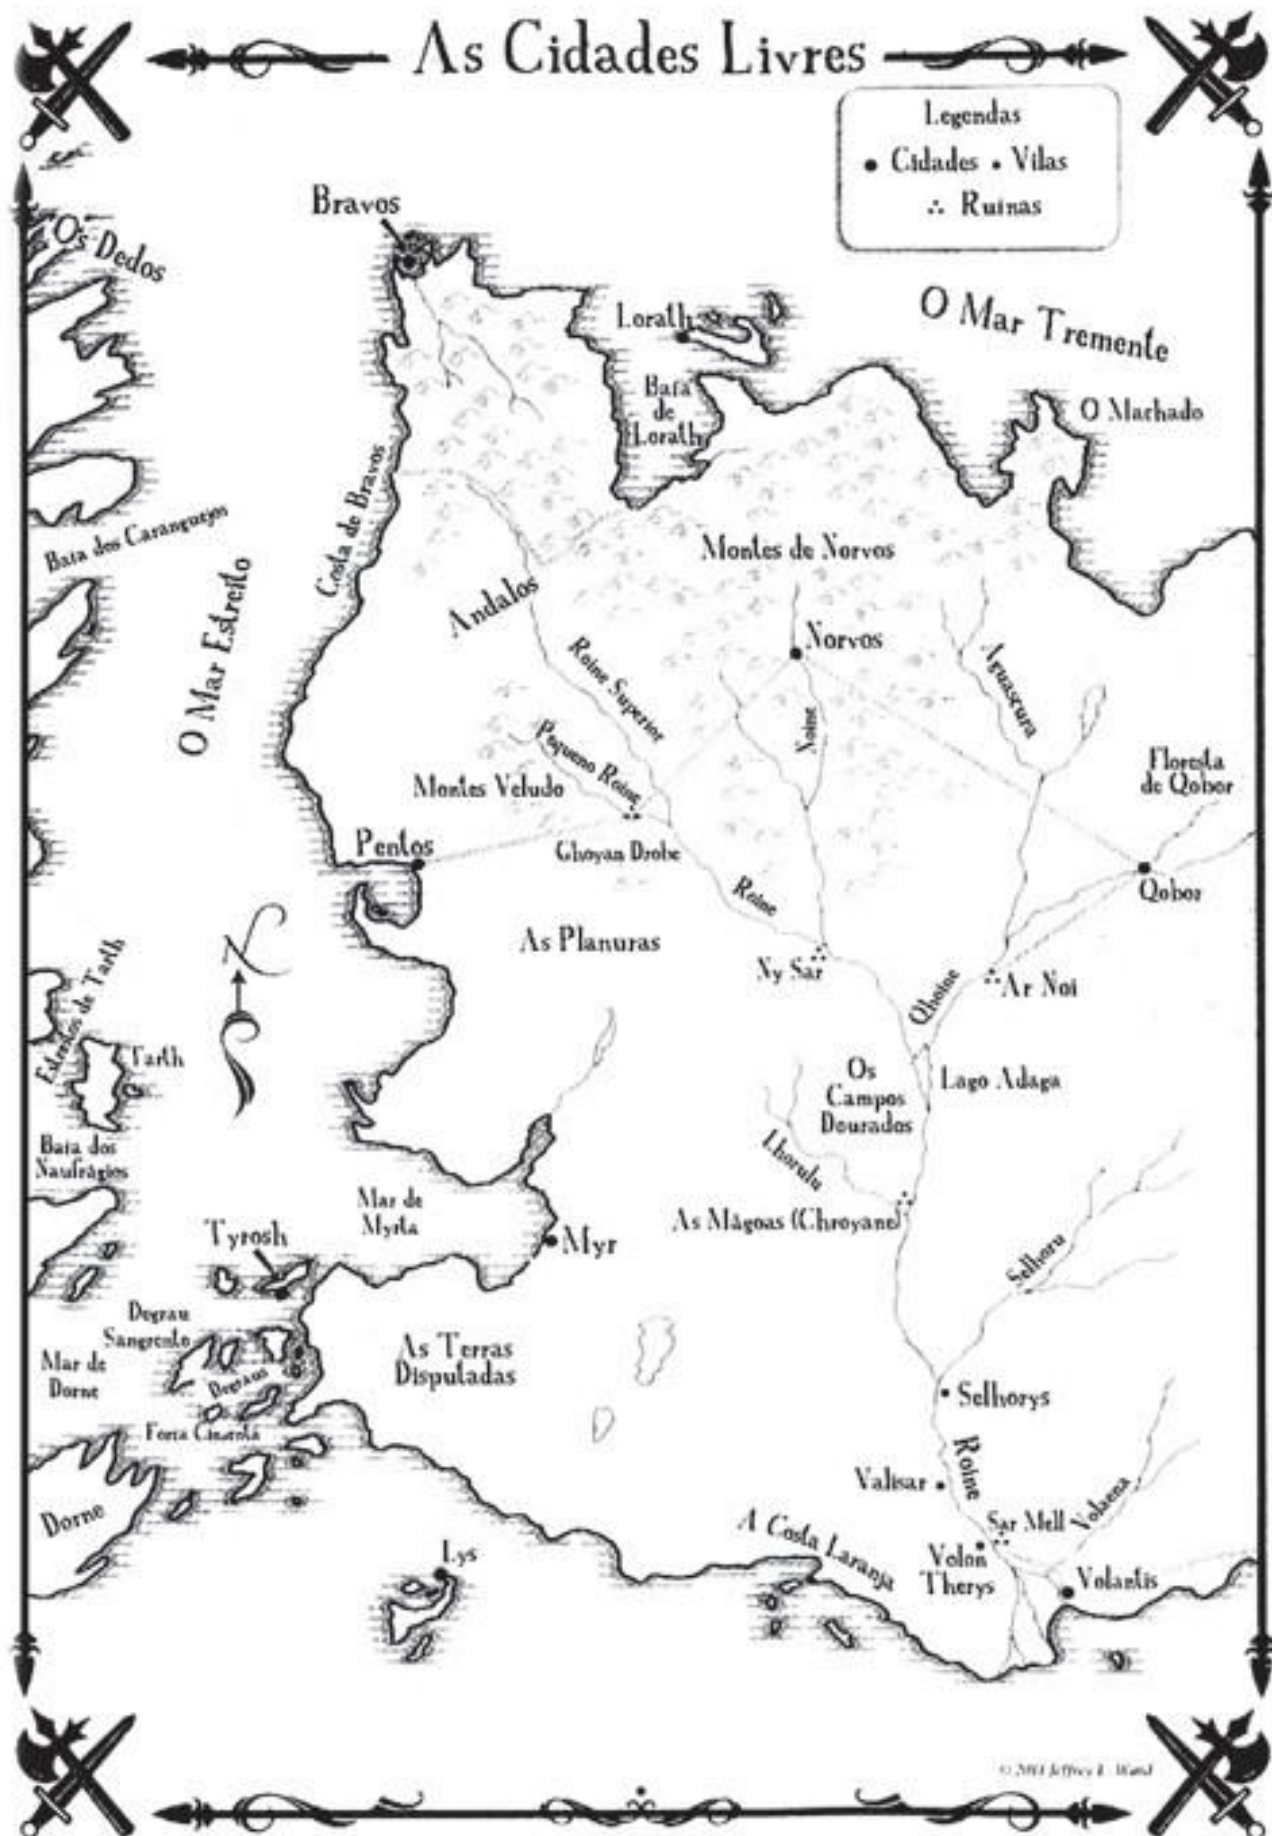 As Cidades Livres
Legendas
Cidades
Vilas
Ruínas
Bravos
Os Dedos
Lorath
O Mar Tremente
Baía
de
Lorath
O Machado
Costa de Bravos
Baía dos Caranguejos
Montes de Norvos
O Mar Estreito
Andalos
Norvos
Roine Superior
Aguascura
Noine
Pequeno Roine
Floresta
de Qohor
Montes Veludo
Pentos
Ghoyan Drohe
Qohor
Roine
As Planuras
Ny Sar
Ar Noi
Qhoine
Estreitos de Tarth
Tarth
Os
Campos
Dourados
Lago Adaga
Baía dos
Naufrágios
Lhorulu
Mar de
Myrta
As Mágoas (Chroyane)
Tyrosh
Myr
Selhoru
Degrau
Sangrento
Mar de
Dorne
Degraus
As Terras
Disputadas
Selhorys
Roine
Valisar
Dorne
Sar Mell
Volaena
A Costa Laranja
Lys
Volon
Therys
Volantis
© 2011 Jeffrey L. Ward